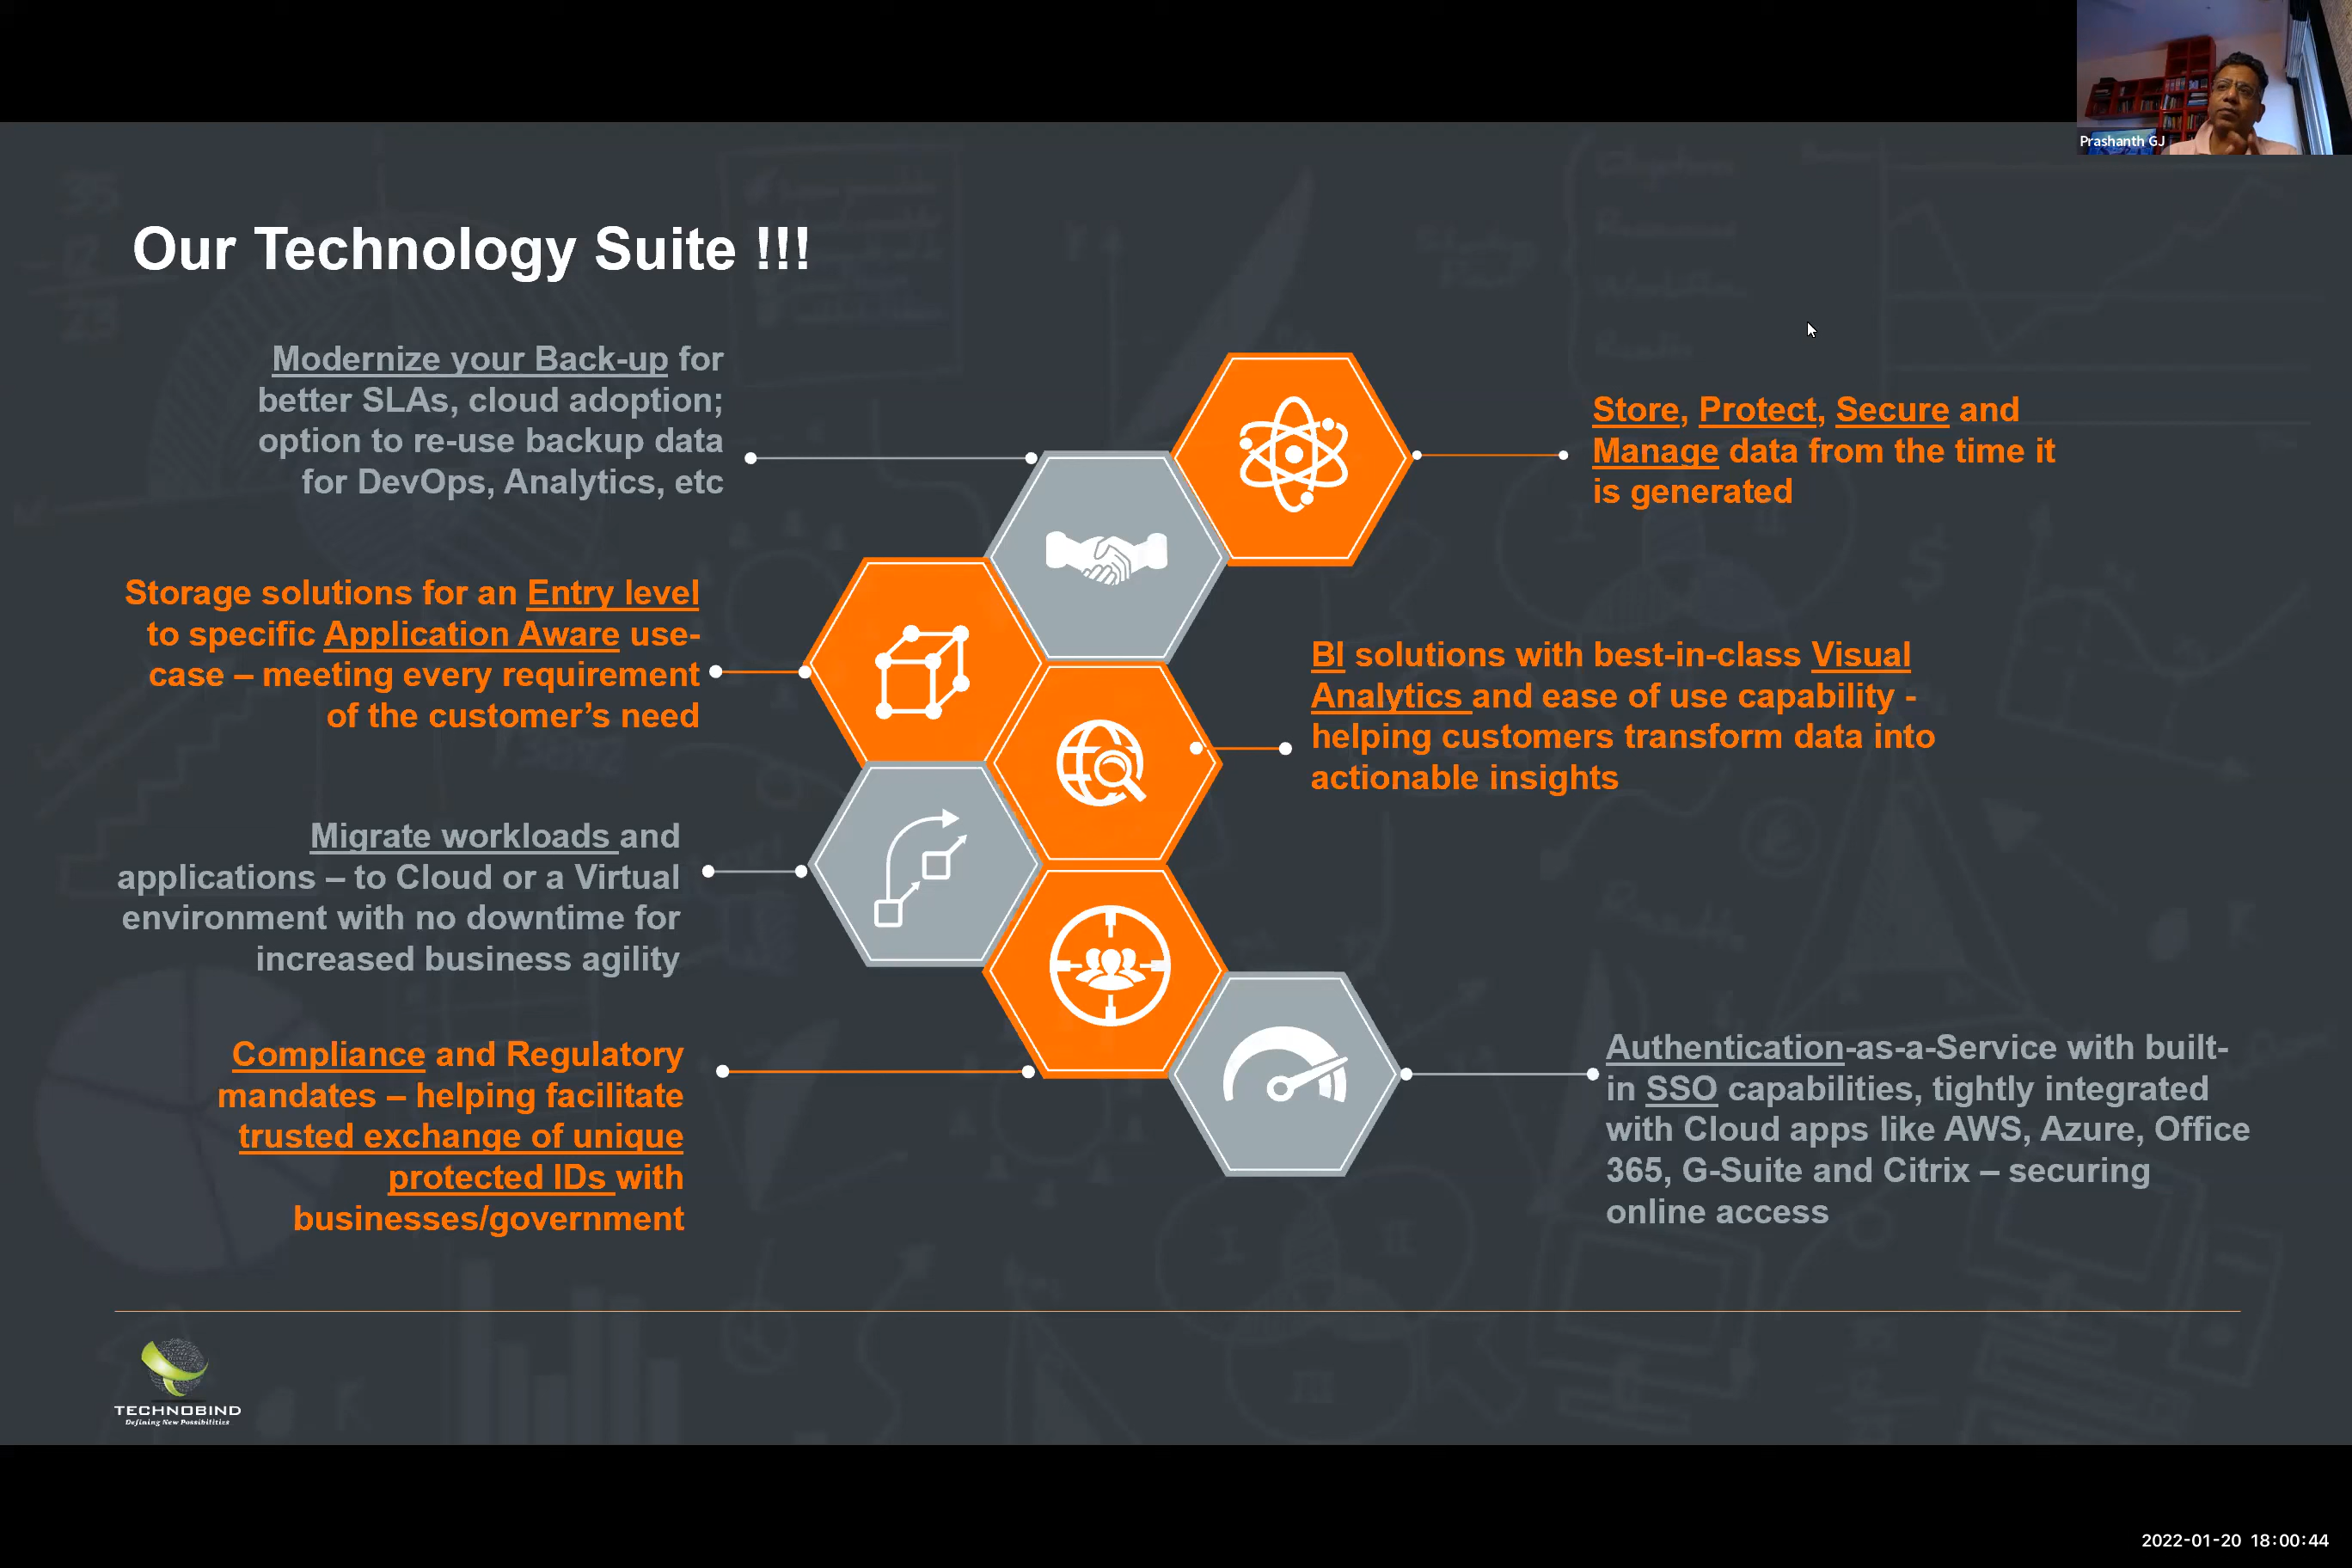 Prashanth GJ
Our Technology Suite !!!
Modernize your Back-up for
better SLAs, cloud adoption;
option to re-use backup data
for DevOps, Analytics, etc
Store, Protect, Secure and
Manage data from the time it
is generated
Storage solutions for an Entry level
to specific Application Aware use-
case – meeting every requirement
of the customer’s need
BI solutions with best-in-class Visual
Analytics and ease of use capability -
helping customers transform data into
actionable insights
Migrate workloads and
applications – to Cloud or a Virtual
environment with no downtime for
increased business agility
Compliance and Regulatory
mandates – helping facilitate
trusted exchange of unique
protected IDs with
businesses/government
Authentication-as-a-Service with built-
in SSO capabilities, tightly integrated
with Cloud apps like AWS, Azure, Office
365, G-Suite and Citrix – securing
online access
TECHNOBIND
Defining New Possibilities
2022-01-20 18:00:44